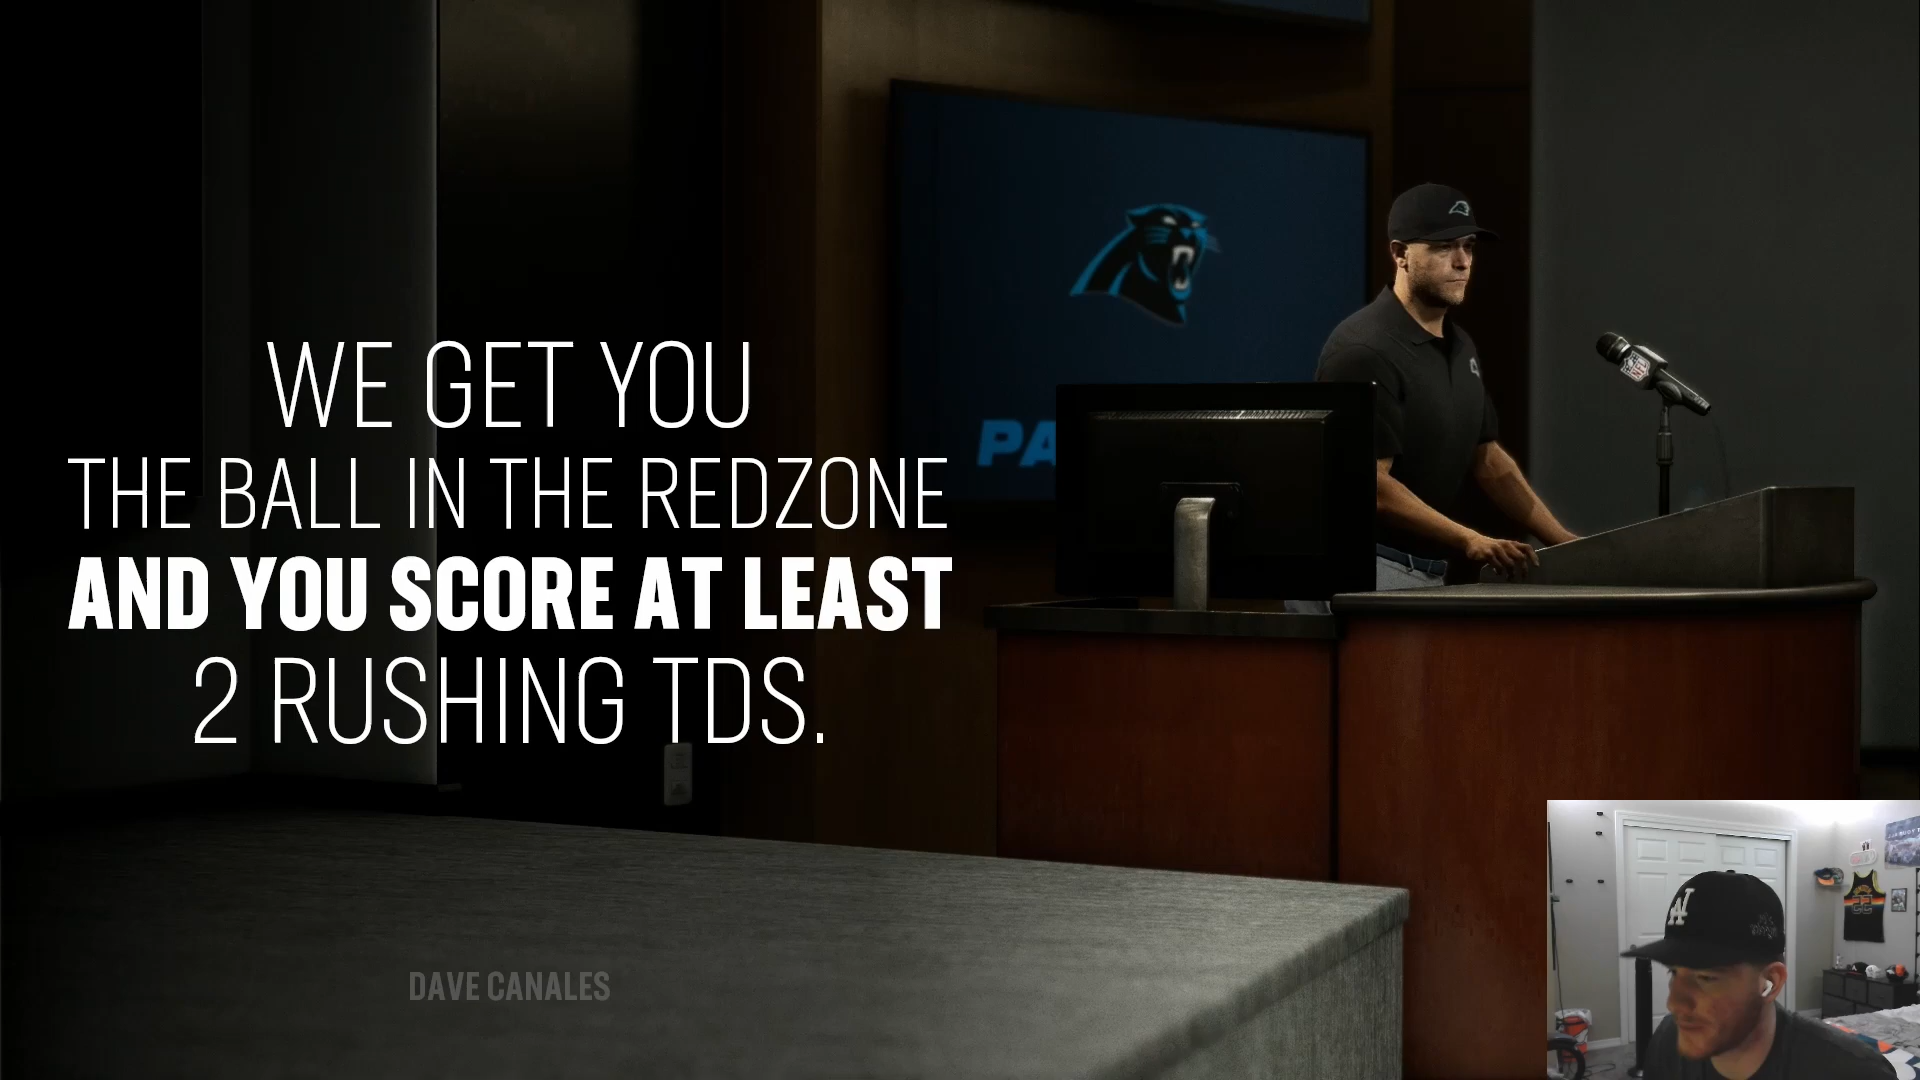 WE GET YOU
THE BALL IN THE REDZONE
AND YOU SCORE AT LEAST
2 RUSHING TDS.
DAVE CANALES
PA
NFL